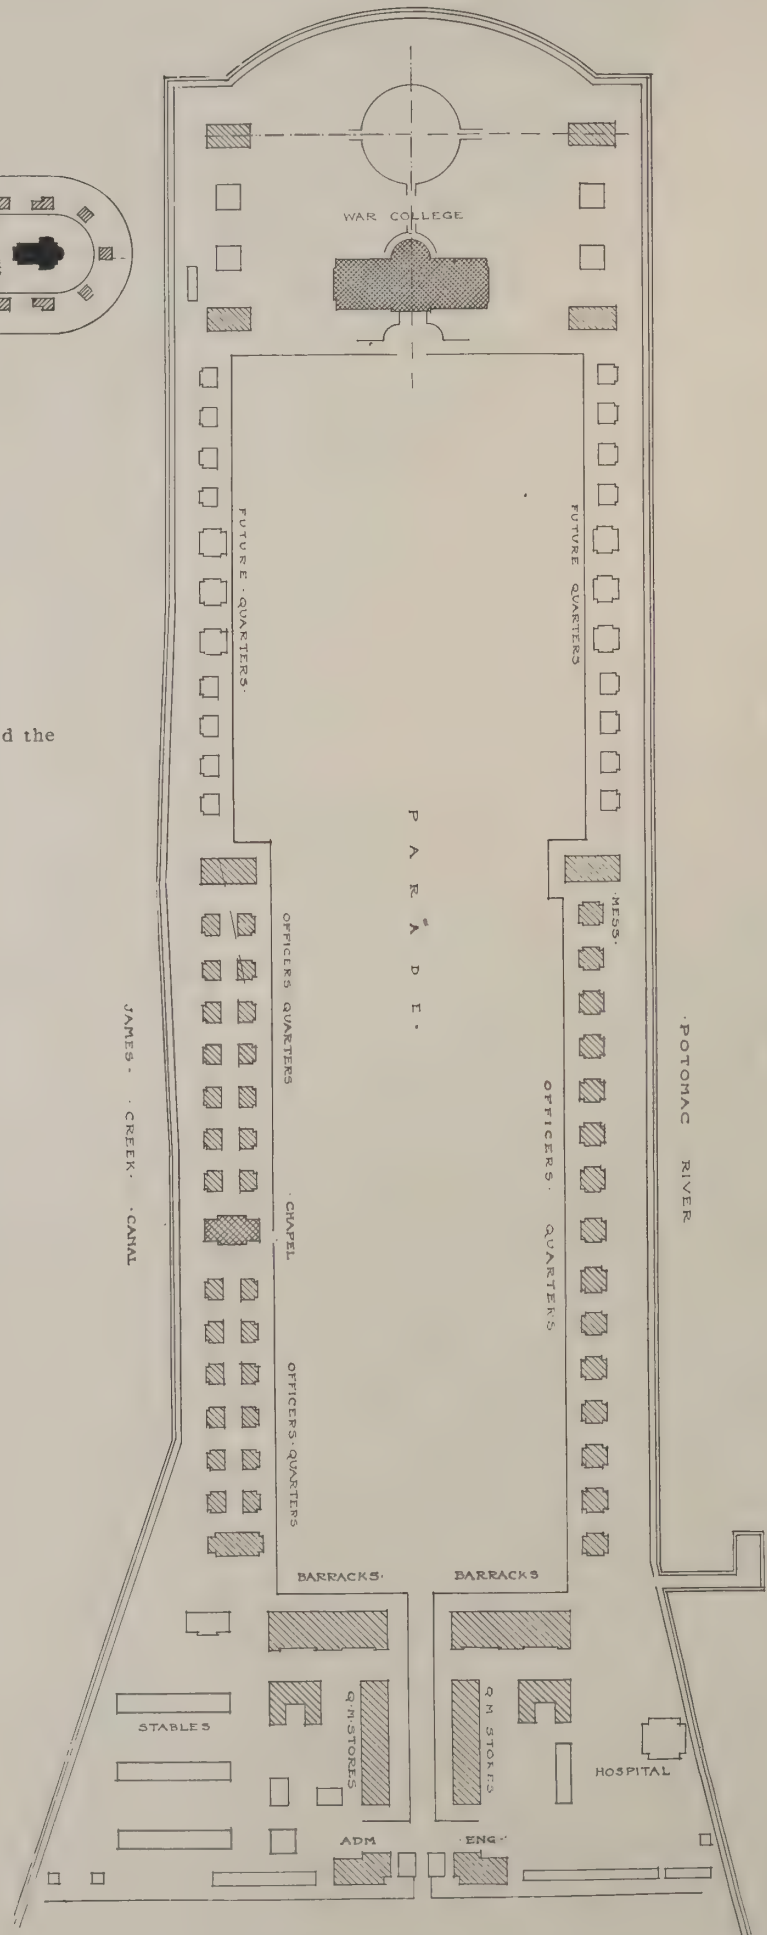 WAR COLLEGE
FUTURE · QUARTERS ·
FUTURE QUARTERS
d the
PARADE ·
· MESS ·
OFFICERS QUARTERS
JAMES · · CREEK · · CANAL
· POTOMAC RIVER
OFFICERS · QUARTERS
· CHAPEL
OFFICERS · QUARTERS
BARRACKS ·
BARRACKS
STABLES
Q · M · STORES
Q M STORES
HOSPITAL
ADM
· ENG ·